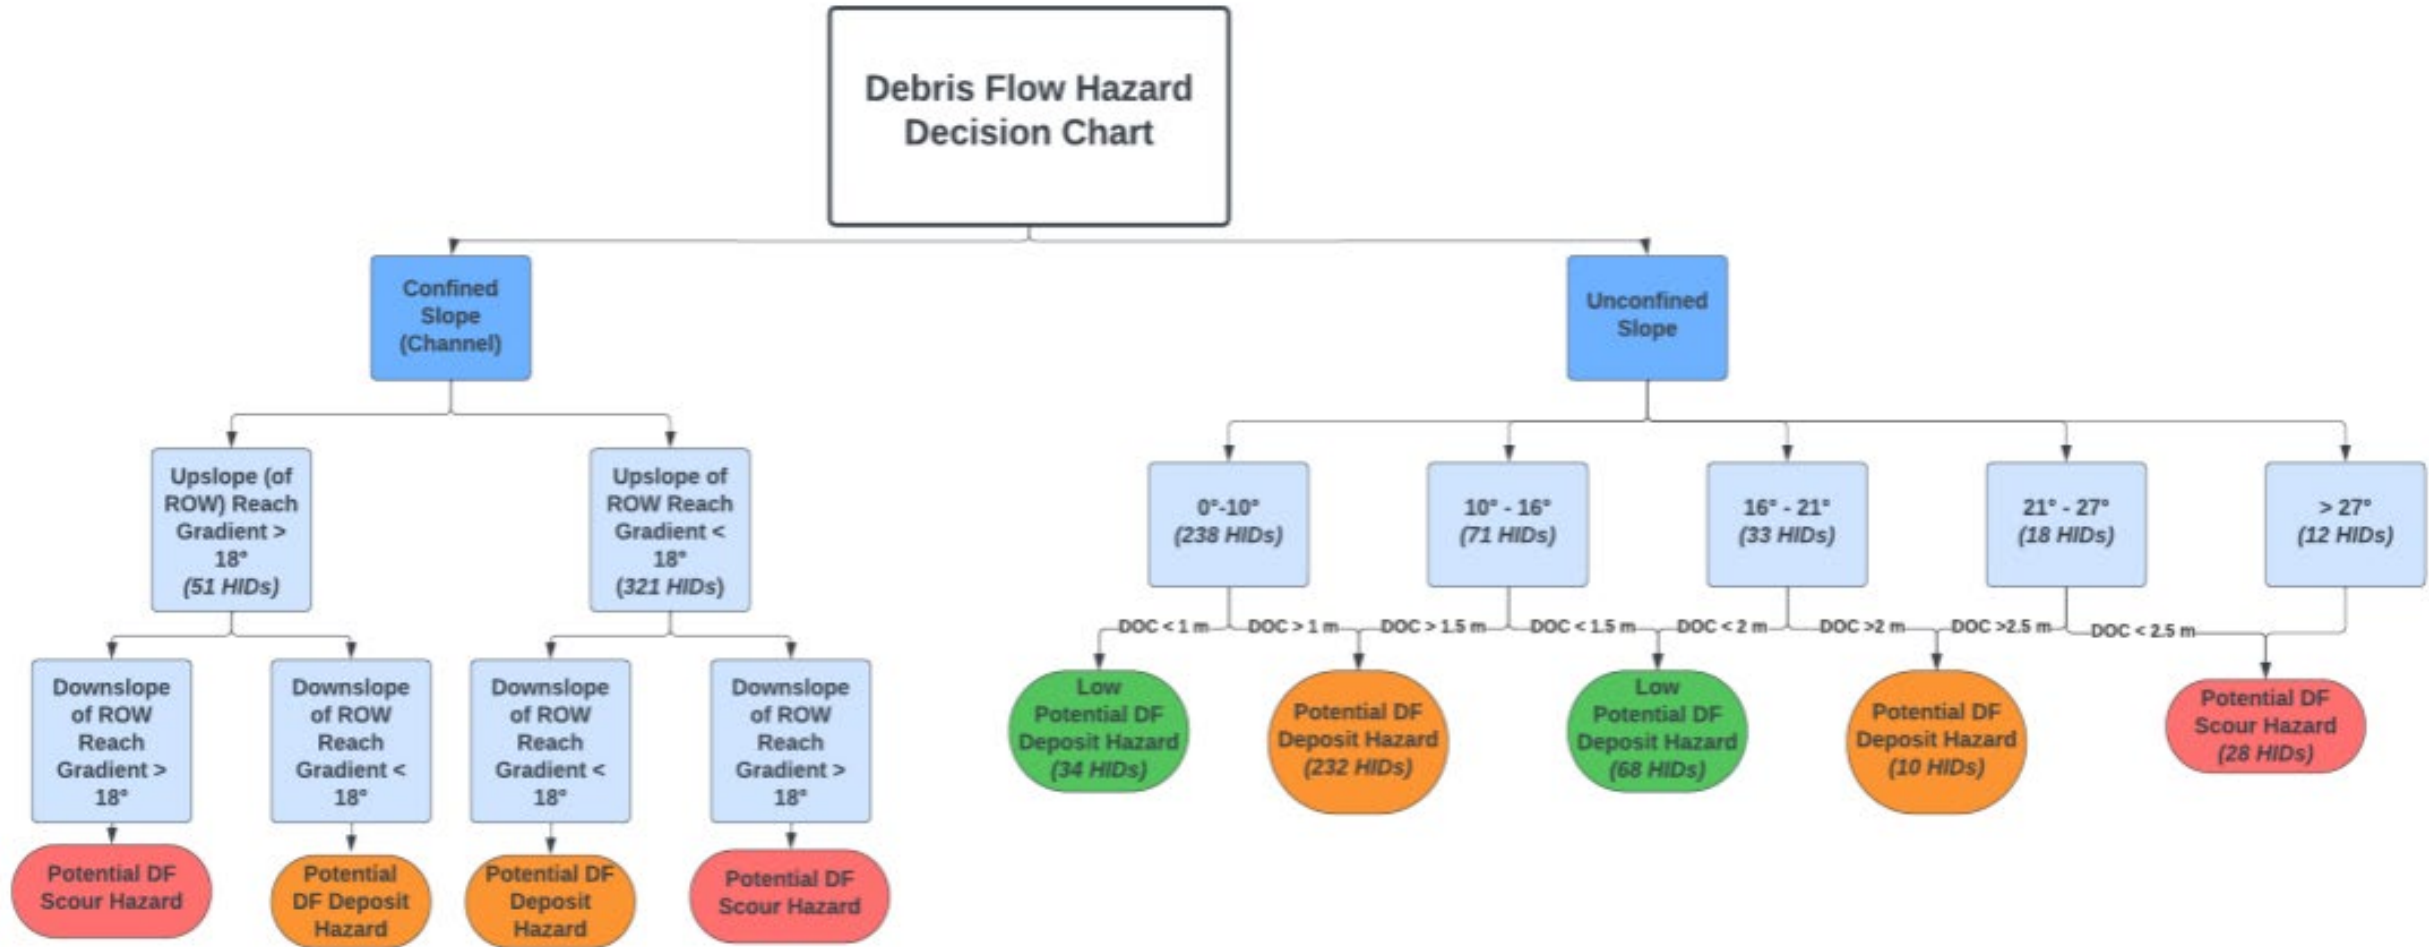 Debris Flow Hazard
Decision Chart
Confined
Slope
(Channel)
Unconfined
Slope
Upslope (of
ROW) Reach
Gradient >
18°
(51 HIDs)
Upslope of
ROW Reach
Gradient <
18°
(321 HIDs)
0°-10°
(238 HIDs)
10° - 16°
(71 HIDs)
16° - 21°
(33 HIDs)
21° - 27°
(18 HIDs)
> 27°
(12 HIDs)
DOC < 1 m
DOC > 1 m
DOC > 1.5 m
DOC < 1.5 m
DOC < 2 m
DOC >2 m
DOC >2.5 m
DOC < 2.5 m
Downslope
of ROW
Reach
Gradient >
18°
Downslope
of ROW
Reach
Gradient <
18°
Downslope
of ROW
Reach
Gradient <
18°
Downslope
of ROW
Reach
Gradient >
18°
Low
Potential DF
Deposit Hazard
(34 HIDs)
Potential DF
Deposit Hazard
(232 HIDs)
Low
Potential DF
Deposit Hazard
(68 HIDs)
Potential DF
Deposit Hazard
(10 HIDs)
Potential DF
Scour Hazard
(28 HIDs)
Potential DF
Scour Hazard
Potential
DF Deposit
Hazard
Potential DF
Deposit
Hazard
Potential DF
Scour Hazard